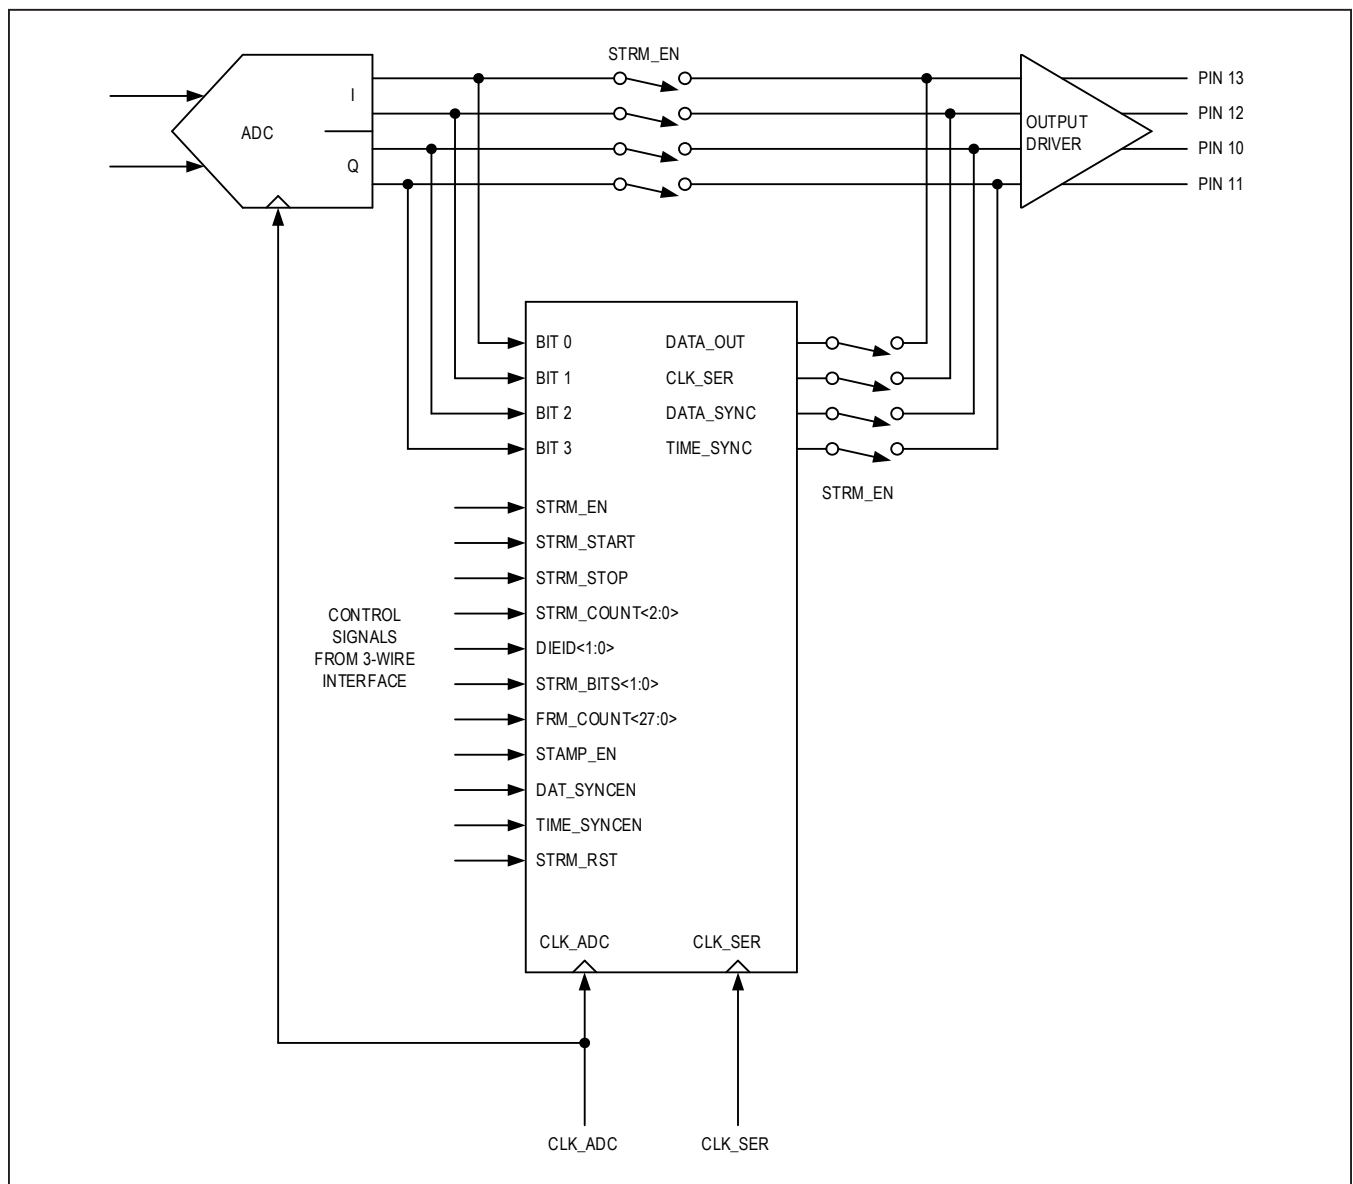 STRM_EN
PIN 13
I
PIN 12
ADC
OUTPUT
DRIVER
PIN 10
Q
PIN 11
BIT 0
DATA_OUT
BIT 1
CLK_SER
BIT 2
DATA_SYNC
BIT 3
TIME_SYNC
STRM_EN
STRM_EN
STRM_START
STRM_STOP
STRM_COUNT<2:0>
DIEID<1:0>
STRM_BITS<1:0>
FRM_COUNT<27:0>
STAMP_EN
DAT_SYNCEN
TIME_SYNCEN
STRM_RST
CONTROL
SIGNALS
FROM 3-WIRE
INTERFACE
CLK_ADC
CLK_SER
CLK_ADC
CLK_SER